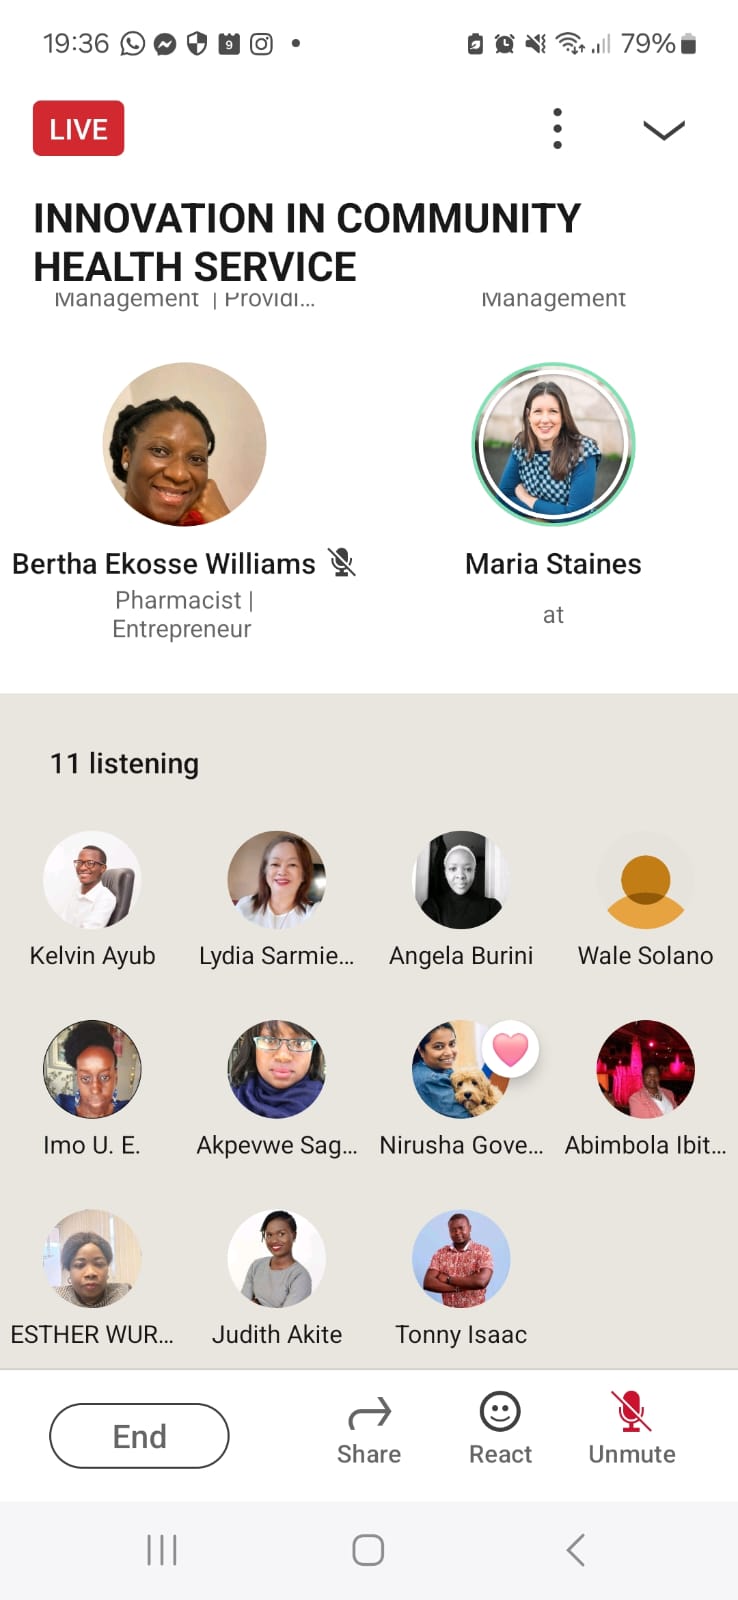 19:36
9
79%
LIVE
INNOVATION IN COMMUNITY
HEALTH SERVICE
Management | Providi...
Management
Bertha Ekosse Williams
Pharmacist |
Entrepreneur
Maria Staines
at
11 listening
Kelvin Ayub
Lydia Sarmie...
Angela Burini
Wale Solano
Imo U. E.
Akpevwe Sag...
Nirusha Gove...
Abimbola Ibit...
ESTHER WUR...
Judith Akite
Tonny Isaac
End
Share
React
Unmute